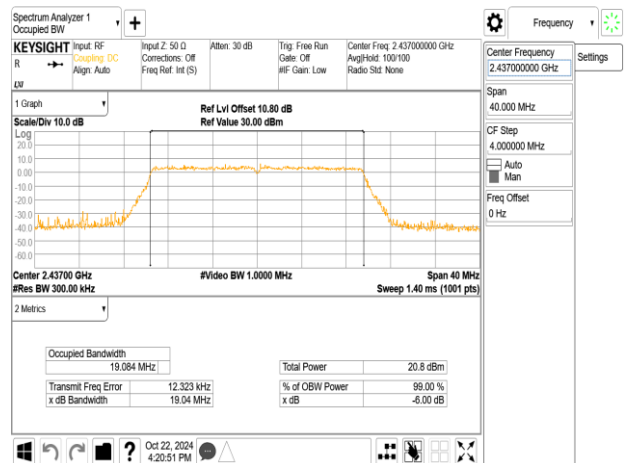 Spectrum Analyzer 1
Occupied BW
Frequency
KEYSIGHT
R
LXI
Input: RF
Coupling: DC
Align: Auto
Input Z: 50 Ω
Corrections: Off
Freq Ref: Int (S)
Atten: 30 dB
Trig: Free Run
Gate: Off
#IF Gain: Low
Center Freq: 2.437000000 GHz
Avg|Hold: 100/100
Radio Std: None
1 Graph
Scale/Div 10.0 dB
Ref Lvl Offset 10.80 dB
Ref Value 30.00 dBm
Log
20.0
10.0
0.00
-10.0
-20.0
-30.0
-40.0
-50.0
-60.0
Center 2.43700 GHz
#Video BW 1.0000 MHz
Span 40 MHz
#Res BW 300.00 kHz
Sweep 1.40 ms (1001 pts)
2 Metrics
Occupied Bandwidth
19.084 MHz
Transmit Freq Error 12.323 kHz
x dB Bandwidth 19.04 MHz
Total Power 20.8 dBm
% of OBW Power 99.00 %
x dB -6.00 dB
?
Oct 22, 2024
4:20:51 PM
Center Frequency
2.437000000 GHz
Settings
Span
40.000 MHz
CF Step
4.000000 MHz
Auto
Man
Freq Offset
0 Hz